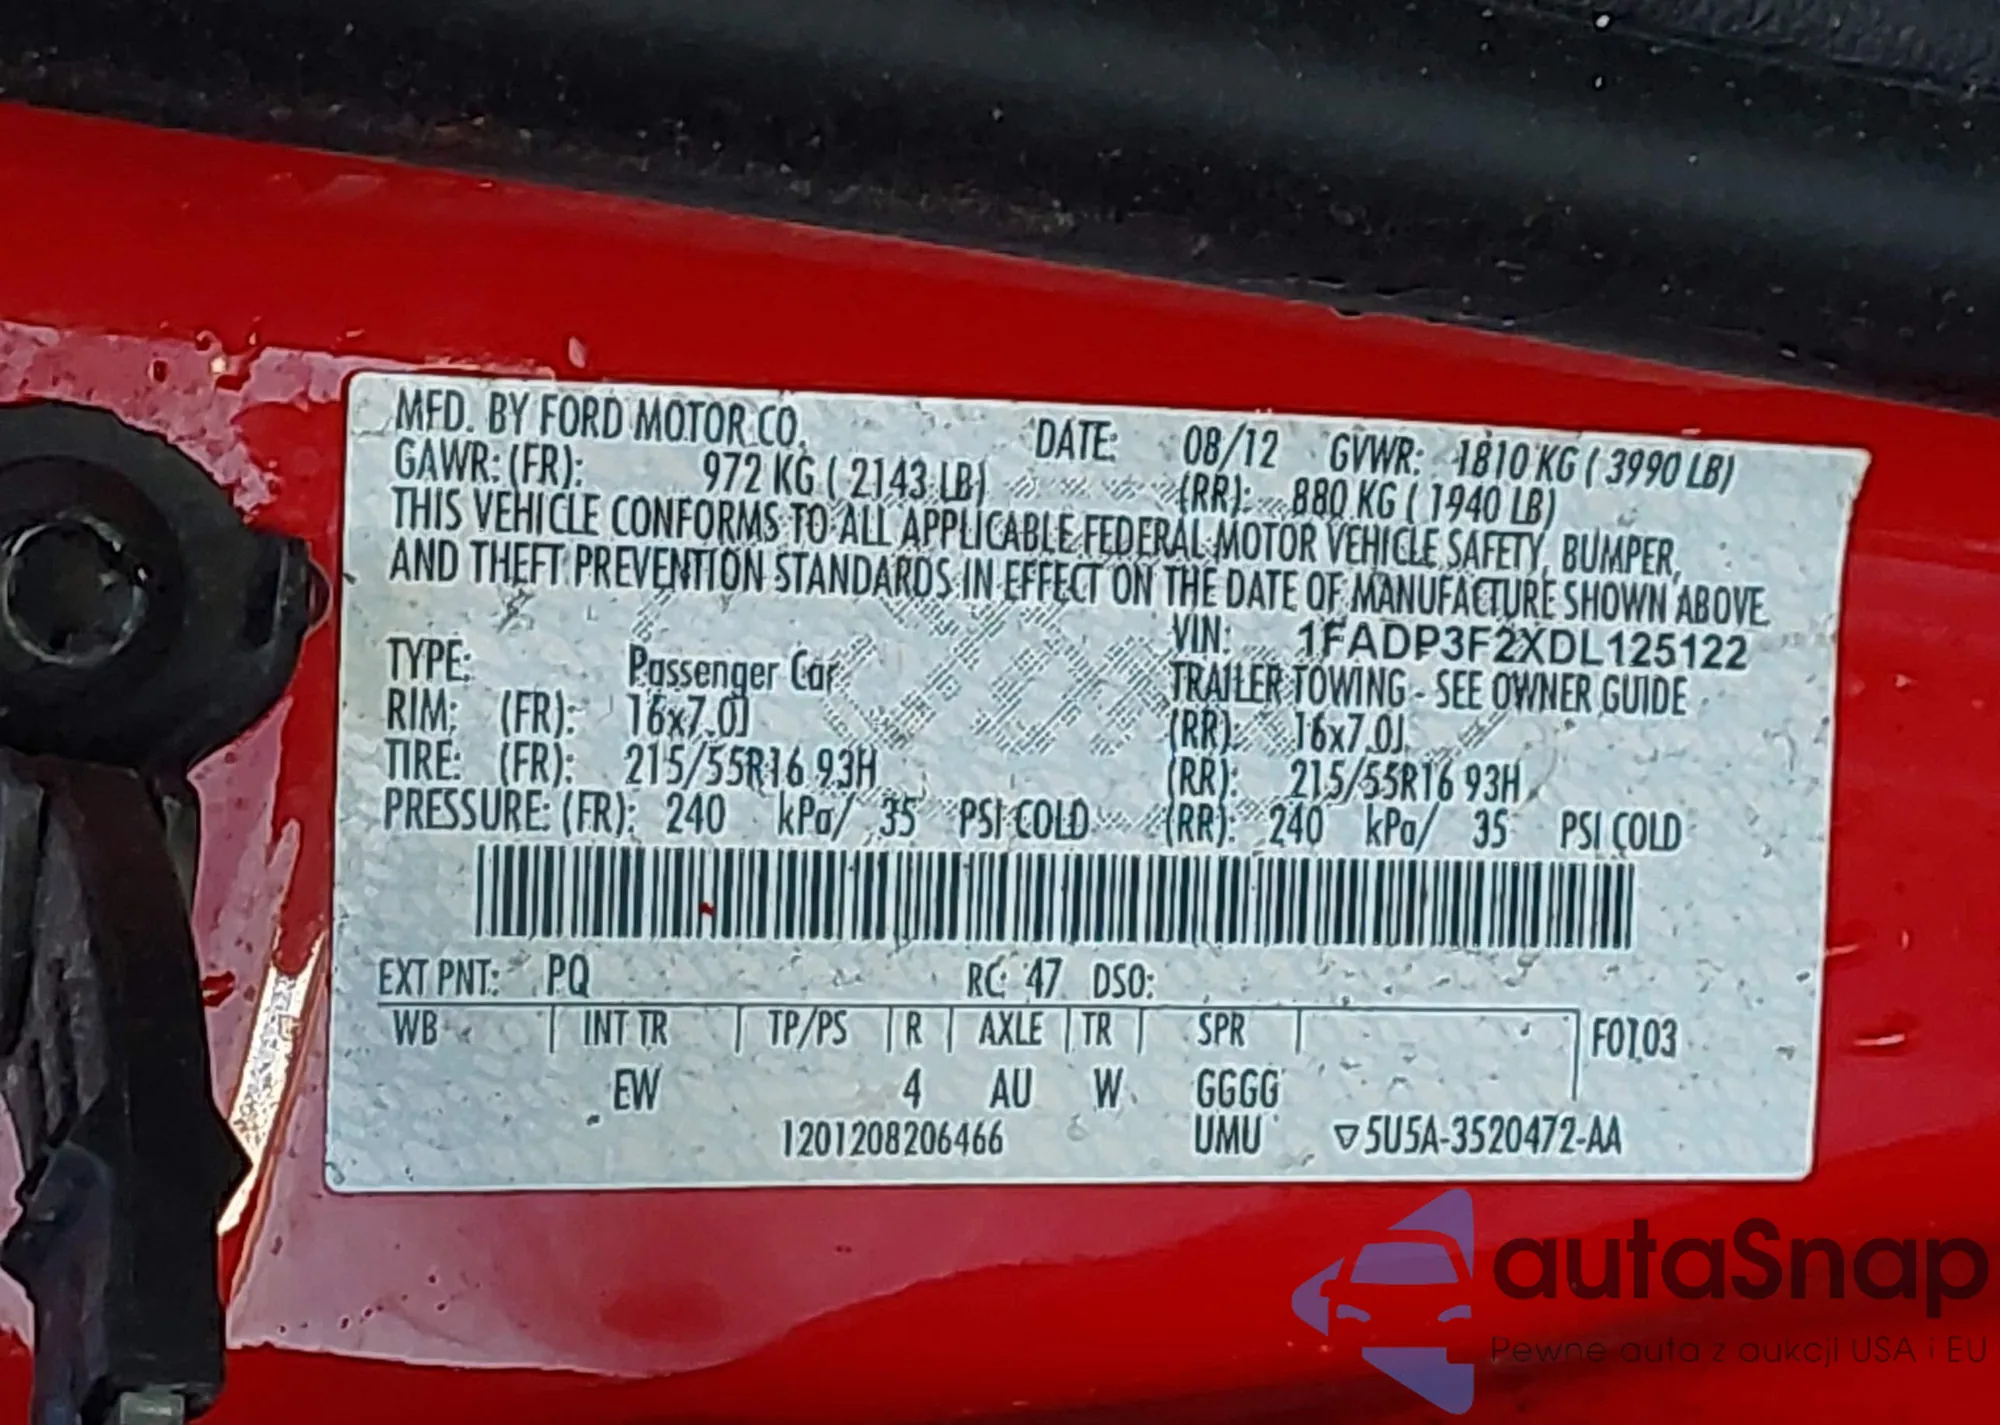 MFD. BY FORD MOTOR CO. DATE: 08/12 GVWR: 1810 KG ( 3990 LB)
GAWR: (FR): 972 KG ( 2143 LB) (RR): 880 KG ( 1940 LB)
THIS VEHICLE CONFORMS TO ALL APPLICABLE FEDERAL MOTOR VEHICLE SAFETY, BUMPER,
AND THEFT PREVENTION STANDARDS IN EFFECT ON THE DATE OF MANUFACTURE SHOWN ABOVE.
VIN: 1FADP3F2XDL125122
TYPE: Passenger Car TRAILER TOWING - SEE OWNER GUIDE
RIM: (FR): 16x7.0J (RR): 16x7.0J
TIRE: (FR): 215/55R16 93H (RR): 215/55R16 93H
PRESSURE: (FR): 240 kPa/ 35 PSI COLD (RR): 240 kPa/ 35 PSI COLD
EXT PNT: PQ RC: 47 DSO:
WB INT TR TP/PS R AXLE TR SPR F0103
EW 4 AU W GGGG
1201208206466 UMU ▽5U5A-3520472-AA
autaSnap
Pewne auta z aukcji USA i EU